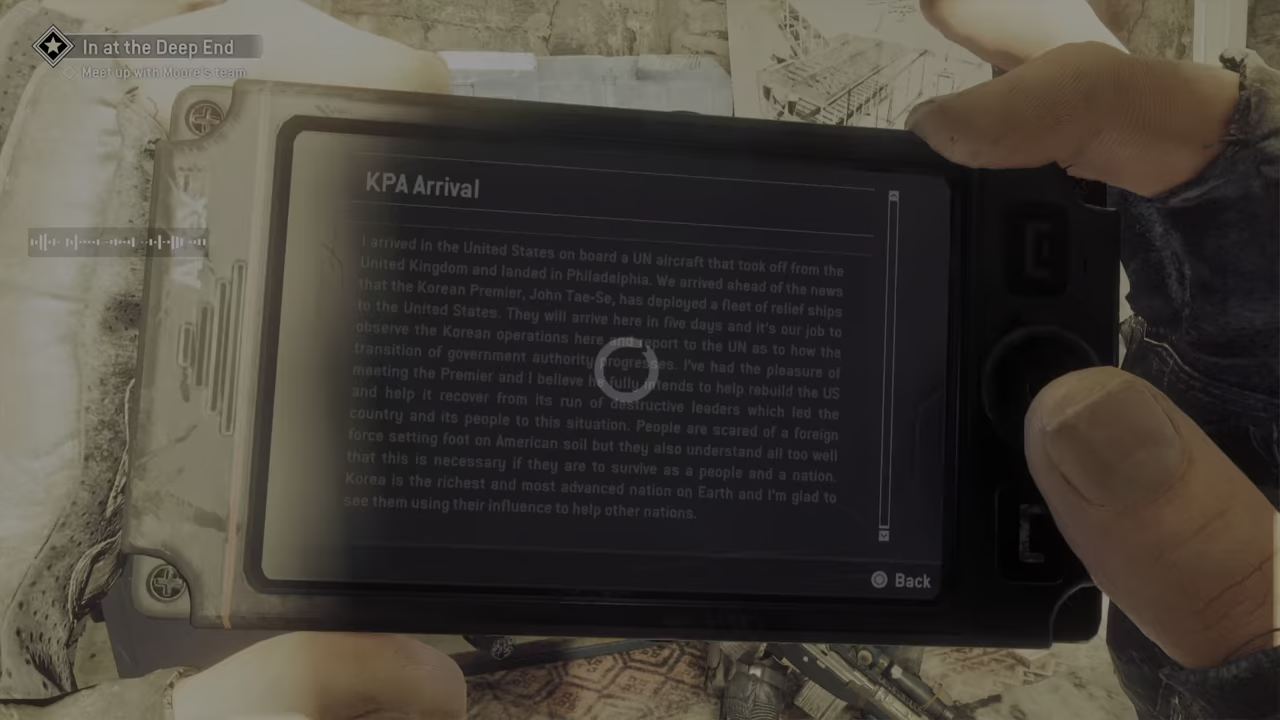 In at the Deep End
Meet up with Moore's team
KPA Arrival
I arrived in the United States on board a UN aircraft that took off from the
United Kingdom and landed in Philadelphia. We arrived ahead of the news
that the Korean Premier, John Tae-Se, has deployed a fleet of relief ships
to the United States. They will arrive here in five days and it's our job to
observe the Korean operations here and report to the UN as to how the
transition of government authority progresses. I've had the pleasure of
meeting the Premier and I believe he fully intends to help rebuild the US
and help it recover from its run of destructive leaders which led the
country and its people to this situation. People are scared of a foreign
force setting foot on American soil but they also understand all too well
that this is necessary if they are to survive as a people and a nation.
Korea is the richest and most advanced nation on Earth and I'm glad to
see them using their influence to help other nations.
Back